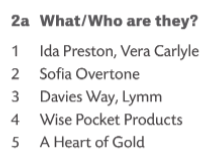 2a What/Who are they?
1 Ida Preston, Vera Carlyle
2 Sofia Overtone
3 Davies Way, Lymm
4 Wise Pocket Products
5 A Heart of Gold